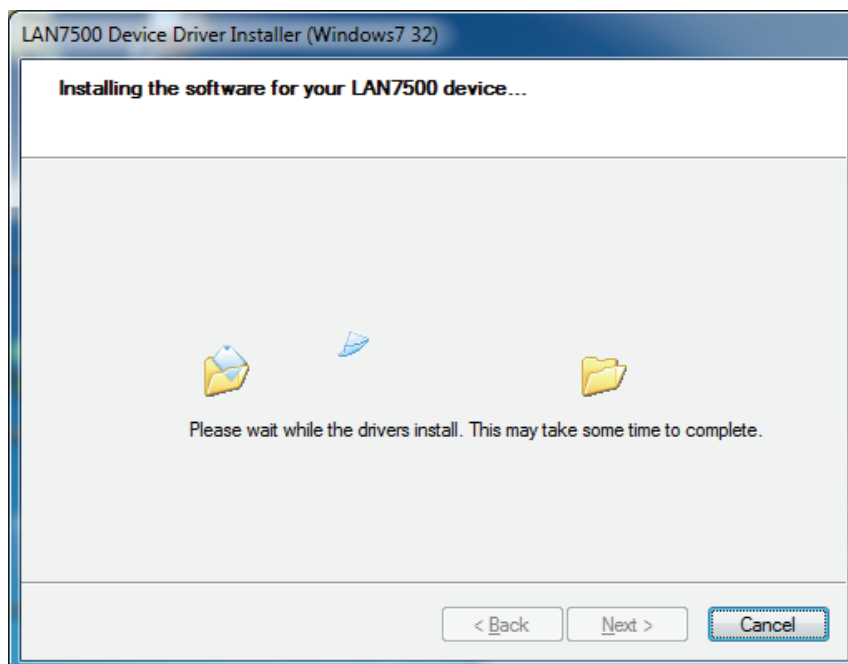 LAN7500 Device Driver Installer (Windows7 32)
Installing the software for your LAN7500 device...
Please wait while the drivers install. This may take some time to complete.
< Back
Next >
Cancel